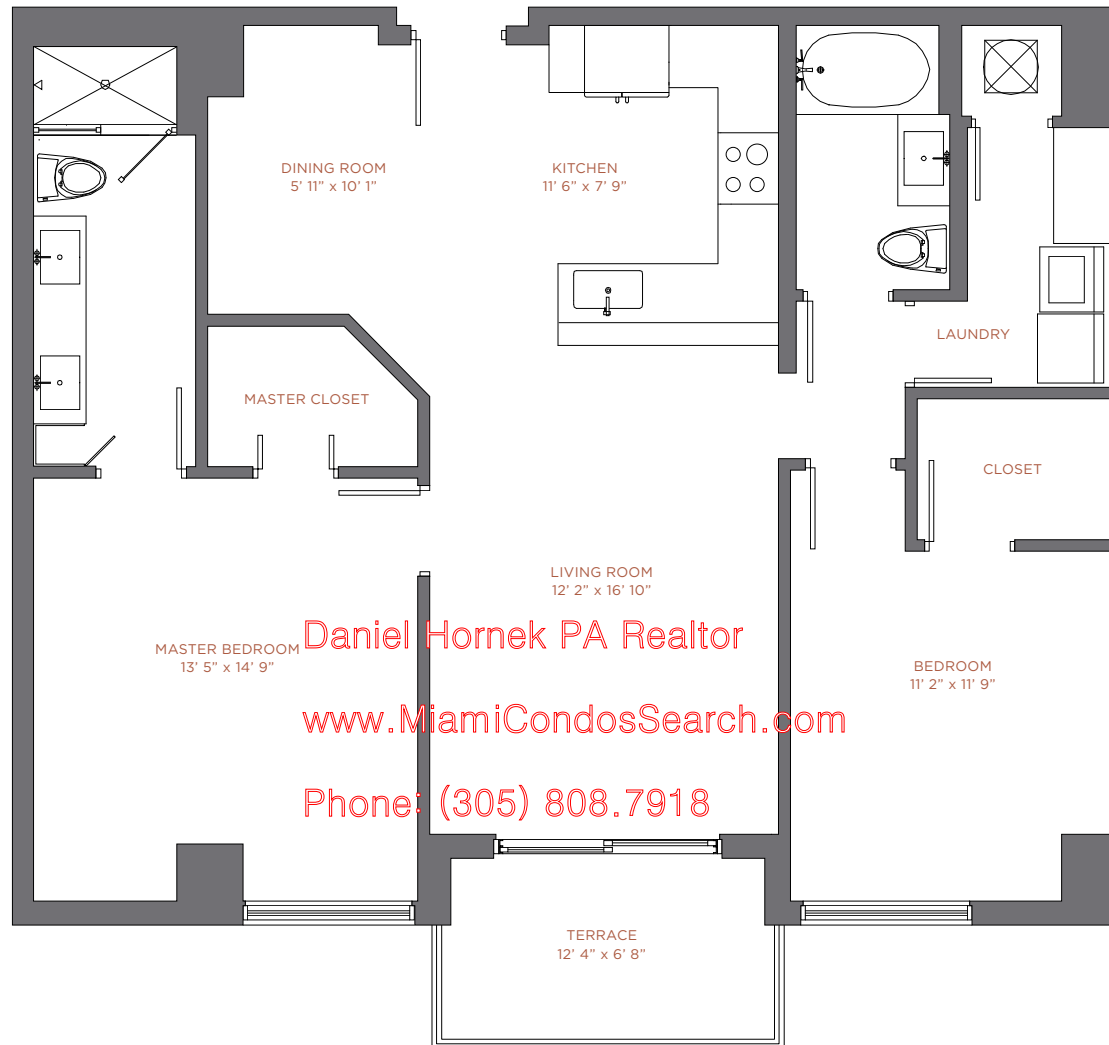 DINING ROOM
5' 11" x 10' 1"
KITCHEN
11' 6" x 7' 9"
LAUNDRY
MASTER CLOSET
CLOSET
LIVING ROOM
12' 2" x 16' 10"
Daniel Hornek PA Realtor
MASTER BEDROOM
13' 5" x 14' 9"
BEDROOM
11' 2" x 11' 9"
www.MiamiCondosSearch.com
Phone: (305) 808.7918
TERRACE
12' 4" x 6' 8"